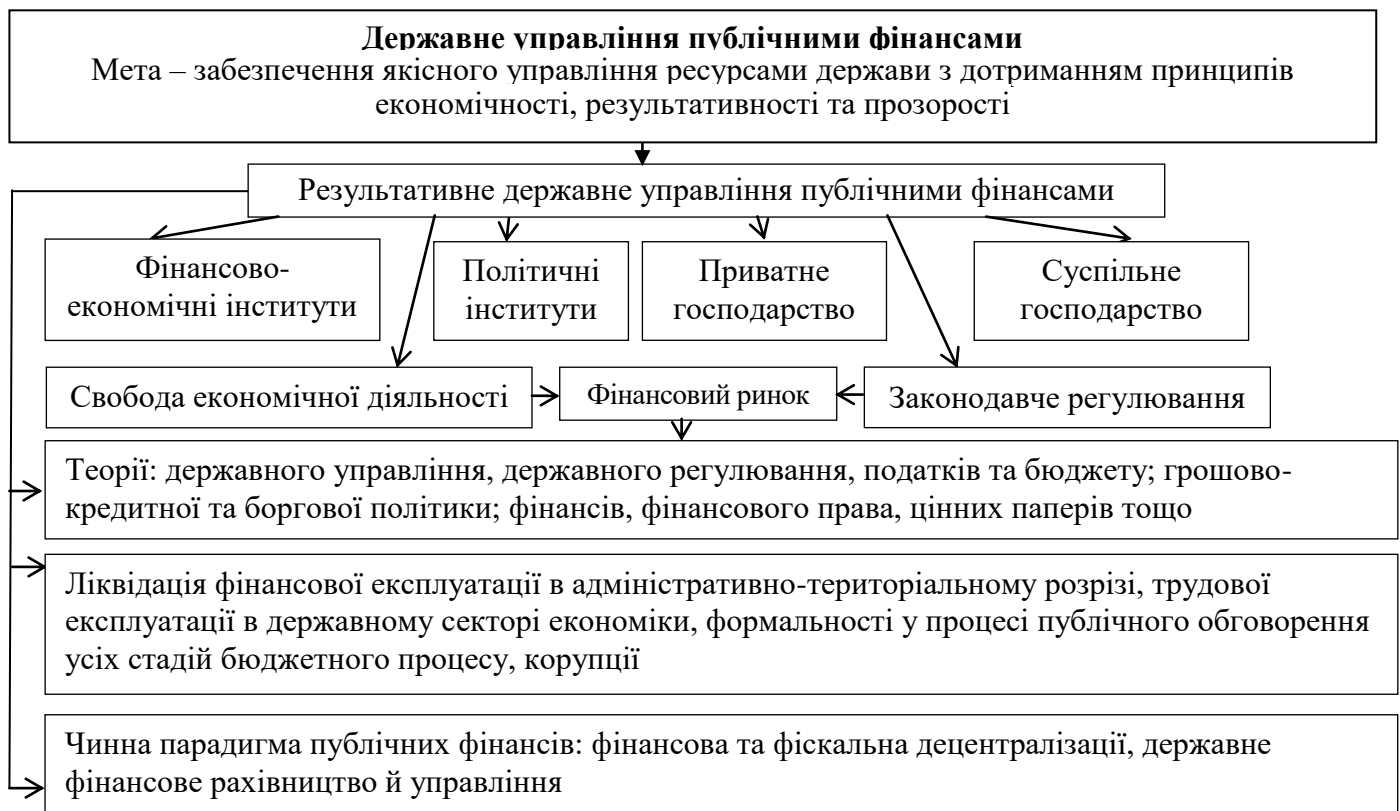 Державне управління публічними фінансами
Мета – забезпечення якісного управління ресурсами держави з дотриманням принципів
економічності, результативності та прозорості
Результативне державне управління публічними фінансами
Фінансово-
економічні інститути
Політичні
інститути
Приватне
господарство
Суспільне
господарство
Свобода економічної діяльності
Фінансовий ринок
Законодавче регулювання
Теорії: державного управління, державного регулювання, податків та бюджету; грошово-
кредитної та боргової політики; фінансів, фінансового права, цінних паперів тощо
Ліквідація фінансової експлуатації в адміністративно-територіальному розрізі, трудової
експлуатації в державному секторі економіки, формальності у процесі публічного обговорення
усіх стадій бюджетного процесу, корупції
Чинна парадигма публічних фінансів: фінансова та фіскальна децентралізації, державне
фінансове рахівництво й управління